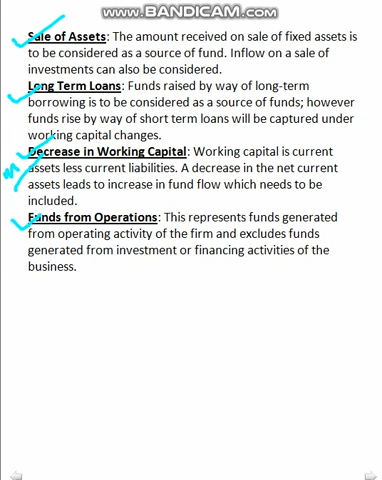 www.BANDICAM.com
Sale of Assets: The amount received on sale of fixed assets is
to be considered as a source of fund. Inflow on a sale of
investments can also be considered.
Long Term Loans: Funds raised by way of long-term
borrowing is to be considered as a source of funds; however
funds rise by way of short term loans will be captured under
working capital changes.
Decrease in Working Capital: Working capital is current
assets less current liabilities. A decrease in the net current
assets leads to increase in fund flow which needs to be
included.
Funds from Operations: This represents funds generated
from operating activity of the firm and excludes funds
generated from investment or financing activities of the
business.